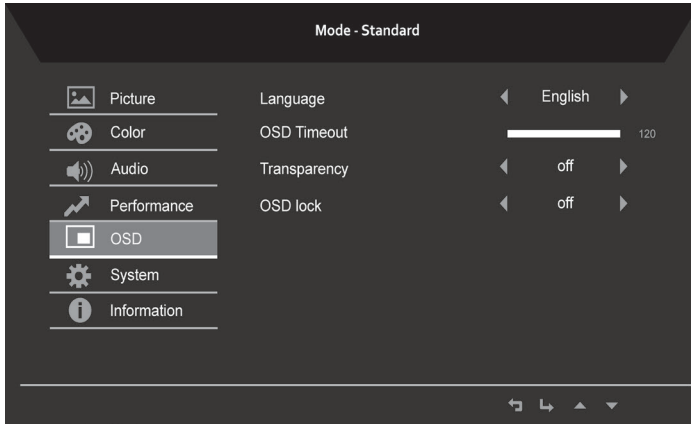 Mode - Standard
Picture
Language
English
Color
OSD Timeout
120
Audio
Transparency
off
Performance
OSD lock
off
OSD
System
Information